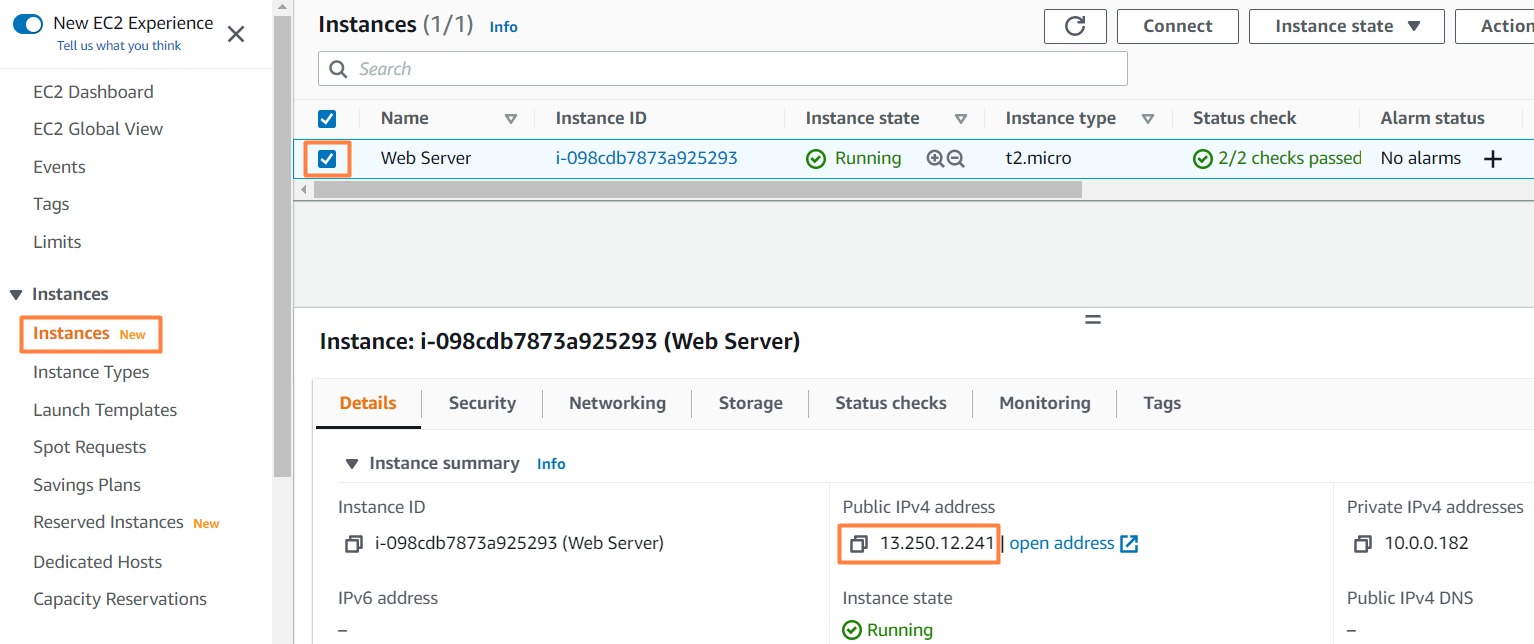 New EC2 Experience
Tell us what you think
EC2 Dashboard
EC2 Global View
Events
Tags
Limits
Instances
Instances New
Instance Types
Launch Templates
Spot Requests
Savings Plans
Reserved Instances New
Dedicated Hosts
Capacity Reservations
Instances (1/1) Info
Connect
Instance state
Action
Search
Name Instance ID Instance state Instance type Status check Alarm status
Web Server i-098cdb7873a925293 Running t2.micro 2/2 checks passed No alarms +
Instance: i-098cdb7873a925293 (Web Server)
Details Security Networking Storage Status checks Monitoring Tags
Instance summary Info
Instance ID
i-098cdb7873a925293 (Web Server)
Public IPv4 address
13.250.12.241 | open address
Private IPv4 addresses
10.0.0.182
IPv6 address
–
Instance state
Running
Public IPv4 DNS
–